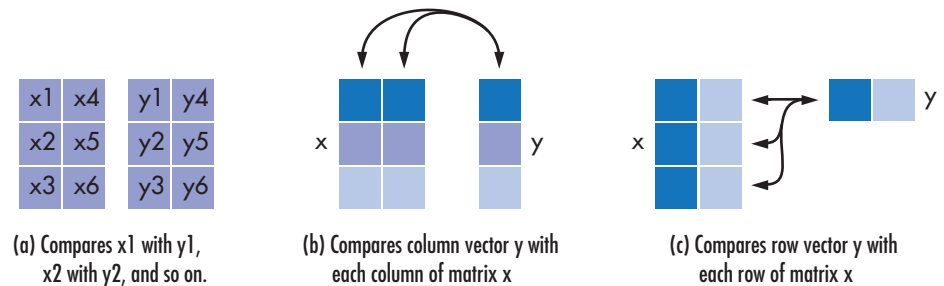 x1 x4 y1 y4
x2 x5 y2 y5
x3 x6 y3 y6
(a) Compares x1 with y1,
x2 with y2, and so on.
x y
(b) Compares column vector y with
each column of matrix x
y
x
(c) Compares row vector y with
each row of matrix x